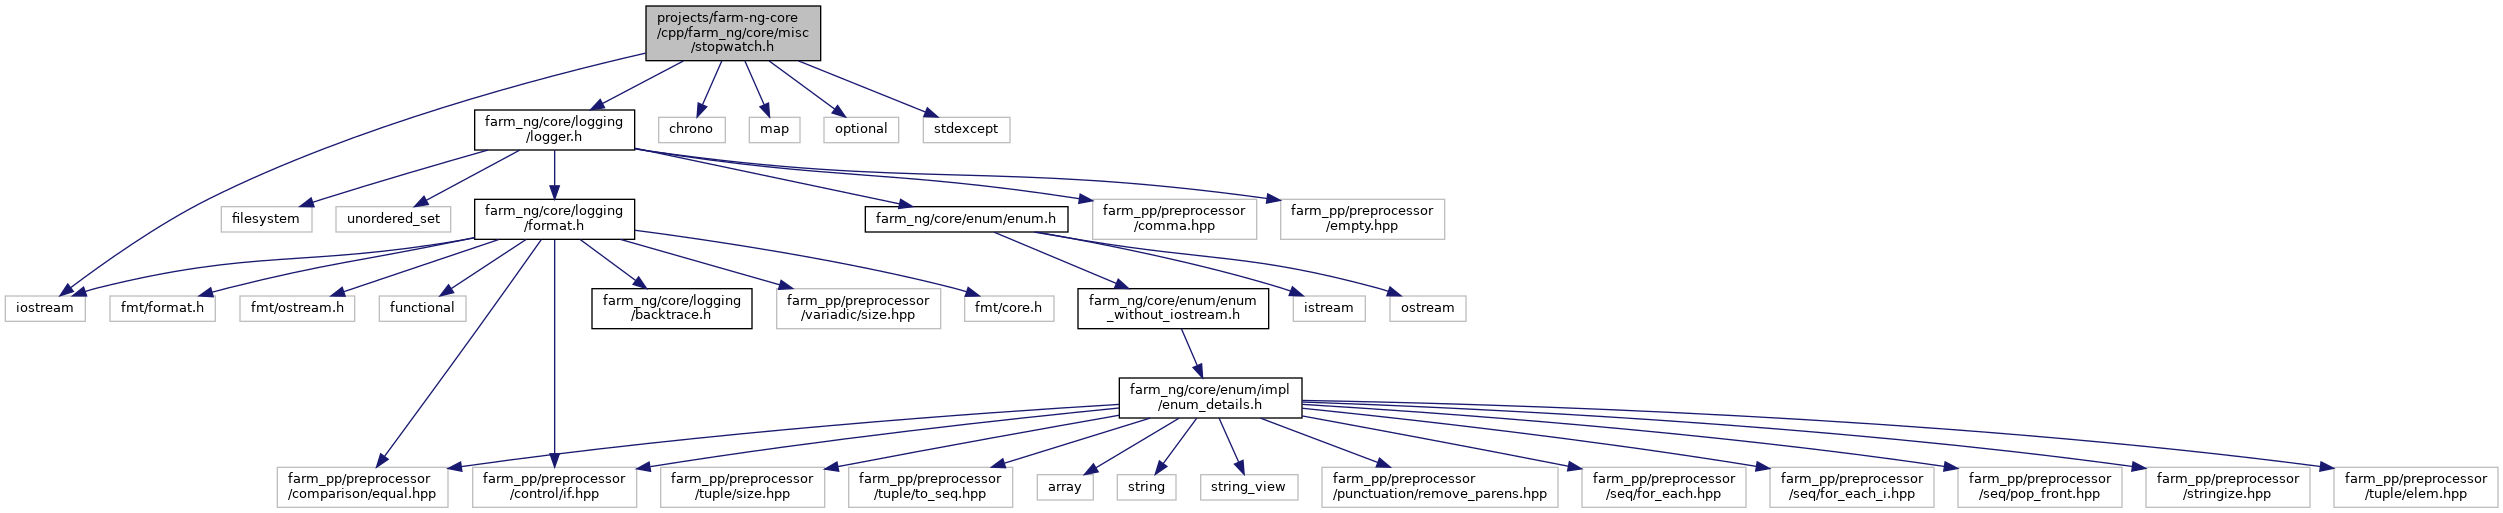 projects/farm-ng-core
/cpp/farm_ng/core/misc
/stopwatch.h
farm_ng/core/logging
/logger.h
chrono
map
optional
stdexcept
filesystem
unordered_set
farm_ng/core/logging
/format.h
farm_ng/core/enum/enum.h
farm_pp/preprocessor
/comma.hpp
farm_pp/preprocessor
/empty.hpp
iostream
fmt/format.h
fmt/ostream.h
functional
farm_ng/core/logging
/backtrace.h
farm_pp/preprocessor
/variadic/size.hpp
fmt/core.h
farm_ng/core/enum/enum
_without_iostream.h
istream
ostream
farm_ng/core/enum/impl
/enum_details.h
farm_pp/preprocessor
/comparison/equal.hpp
farm_pp/preprocessor
/control/if.hpp
farm_pp/preprocessor
/tuple/size.hpp
farm_pp/preprocessor
/tuple/to_seq.hpp
array
string
string_view
farm_pp/preprocessor
/punctuation/remove_parens.hpp
farm_pp/preprocessor
/seq/for_each.hpp
farm_pp/preprocessor
/seq/for_each_i.hpp
farm_pp/preprocessor
/seq/pop_front.hpp
farm_pp/preprocessor
/stringize.hpp
farm_pp/preprocessor
/tuple/elem.hpp